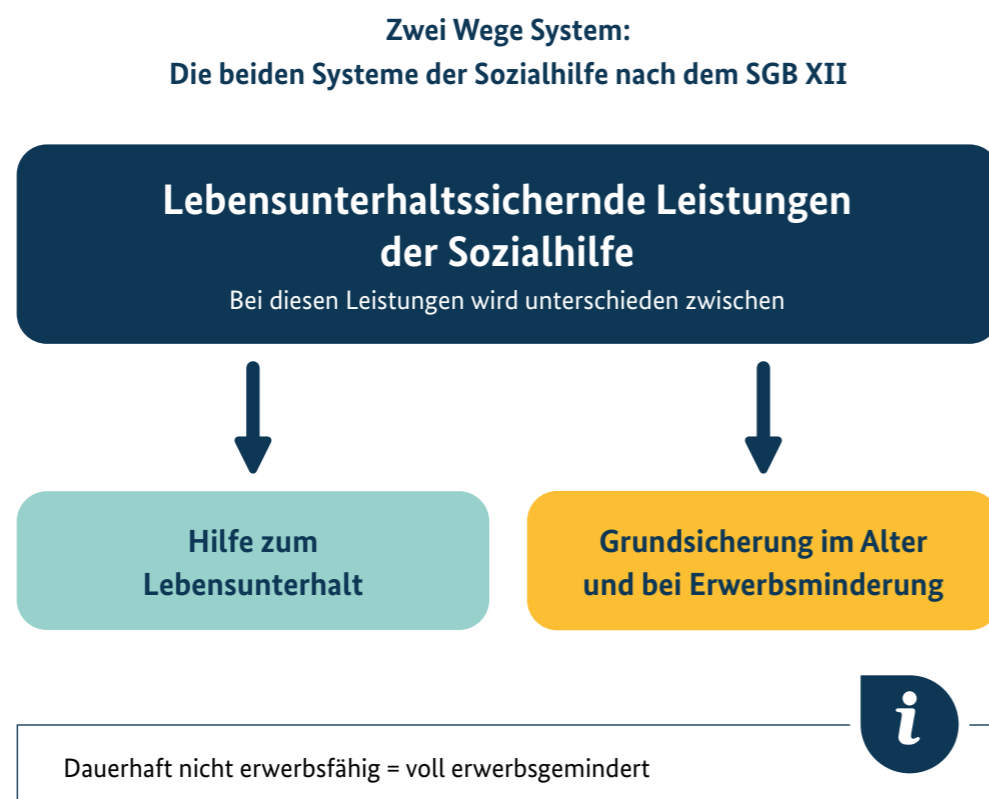 Zwei Wege System:
Die beiden Systeme der Sozialhilfe nach dem SGB XII
Lebensunterhaltssichernde Leistungen
der Sozialhilfe
Bei diesen Leistungen wird unterschieden zwischen
Hilfe zum
Lebensunterhalt
Grundsicherung im Alter
und bei Erwerbsminderung
i
Dauerhaft nicht erwerbsfähig = voll erwerbsgemindert